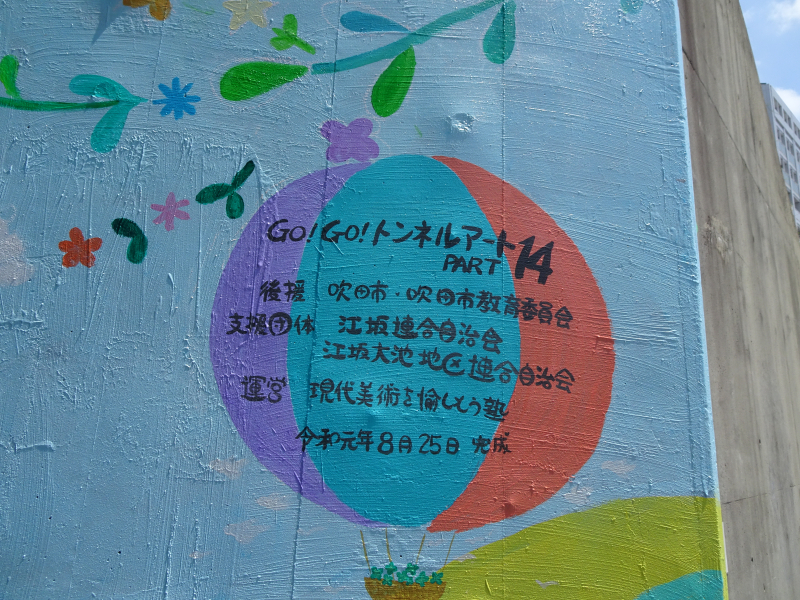 GO!GO!トンネルアート
PART 14
後援 吹田市・吹田市教育委員会
支援団体 江坂連合自治会
江坂大池地区連合自治会
運営 現代美術を愉しもう塾
令和元年8月25日 完成